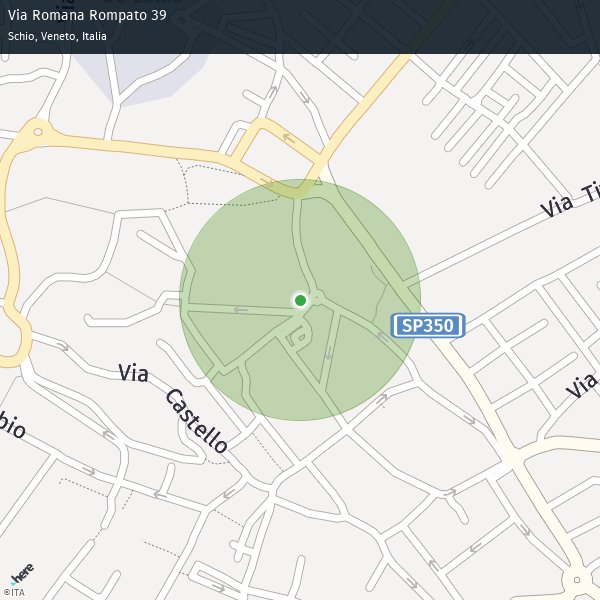 Via Romana Rompato 39
Schio, Veneto, Italia
Via Ti
SP350
Via
Castello
Via
bio
here
©ITA